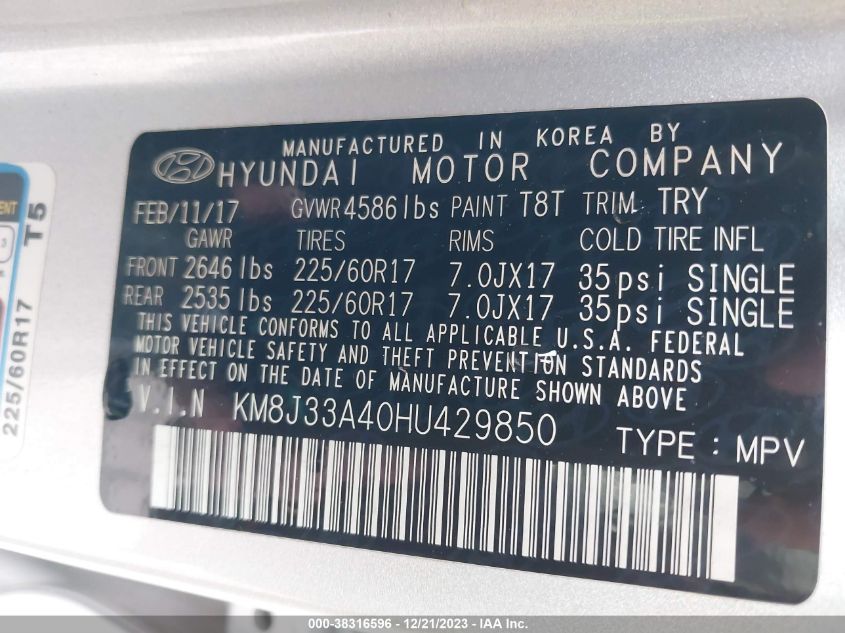 MANUFACTURED IN KOREA BY
HYUNDAI MOTOR COMPANY
FEB/11/17 GVWR 4586 lbs PAINT T8T TRIM TRY
GAWR TIRES RIMS COLD TIRE INFL
FRONT 2646 lbs 225/60R17 7.0JX17 35psi SINGLE
REAR 2535 lbs 225/60R17 7.0JX17 35psi SINGLE
THIS VEHICLE CONFORMS TO ALL APPLICABLE U.S.A. FEDERAL
MOTOR VEHICLE SAFETY AND THEFT PREVENTION STANDARDS
IN EFFECT ON THE DATE OF MANUFACTURE SHOWN ABOVE
V.I.N KM8J33A40HU429850
TYPE : MPV
225/60R17 T5
000-38316596 - 12/21/2023 - IAA Inc.